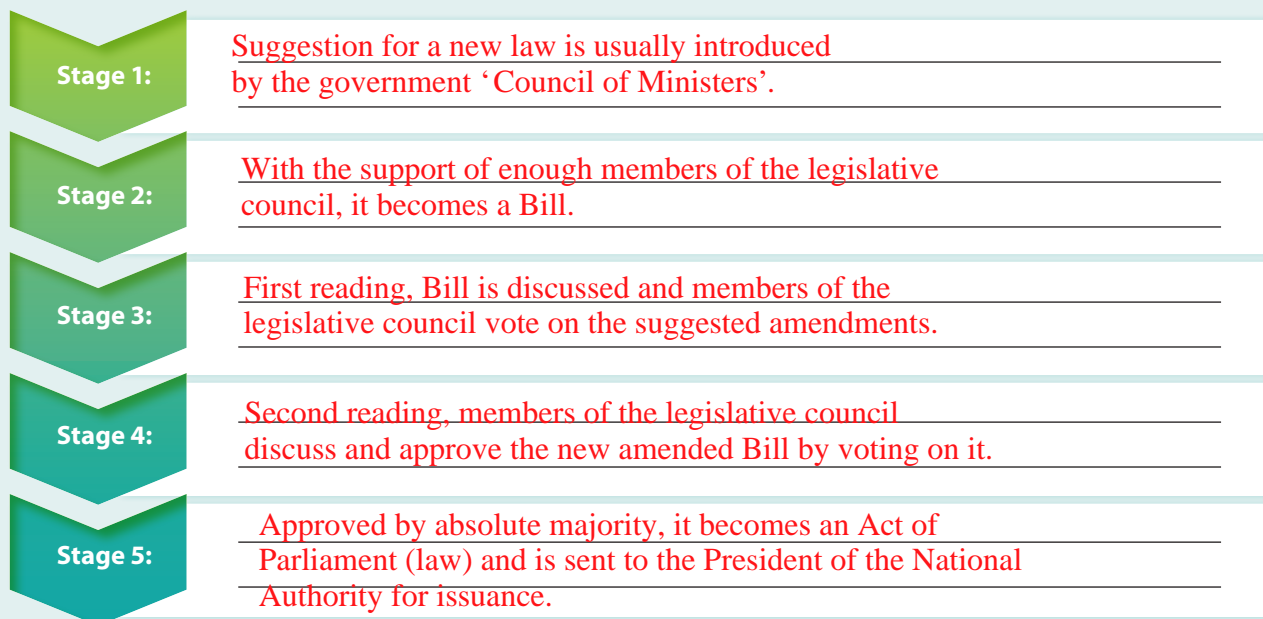 Stage 1:
Suggestion for a new law is usually introduced
by the government ‘Council of Ministers’.
Stage 2:
With the support of enough members of the legislative
council, it becomes a Bill.
Stage 3:
First reading, Bill is discussed and members of the
legislative council vote on the suggested amendments.
Stage 4:
Second reading, members of the legislative council
discuss and approve the new amended Bill by voting on it.
Stage 5:
Approved by absolute majority, it becomes an Act of
Parliament (law) and is sent to the President of the National
Authority for issuance.